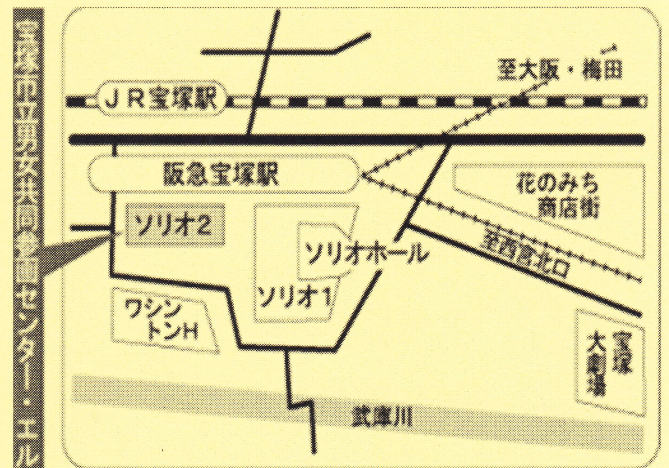 宝塚市立男女共同参画センター・エル
至大阪・梅田
JR宝塚駅
阪急宝塚駅
花のみち
商店街
ソリオ2
ソリオホール
至西宮北口
ソリオ1
ワシン
トンH
宝塚
大劇場
武庫川